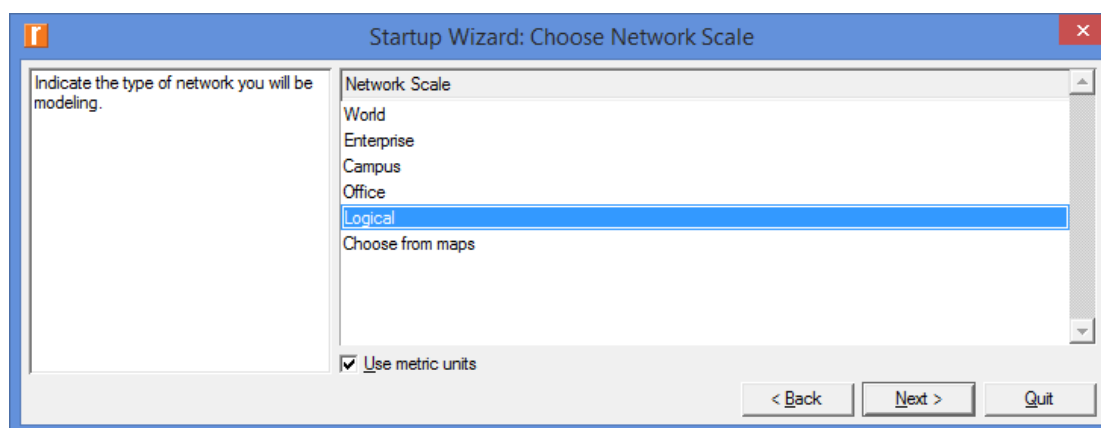 r
Startup Wizard: Choose Network Scale
Indicate the type of network you will be
modeling.
Network Scale
World
Enterprise
Campus
Office
Logical
Choose from maps
Use metric units
< Back
Next >
Quit